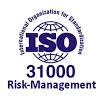 International Organization for Standardization
ISO
31000
Risk-Management